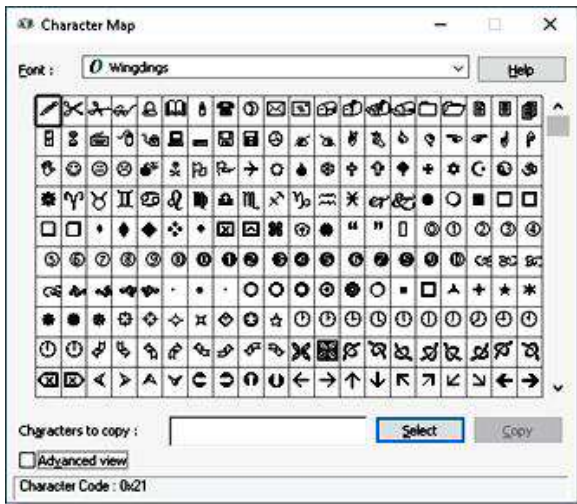 Character Map
Font :
O Wingdings
Help
Characters to copy :
Select
Copy
Advanced view
Character Code : 0x21